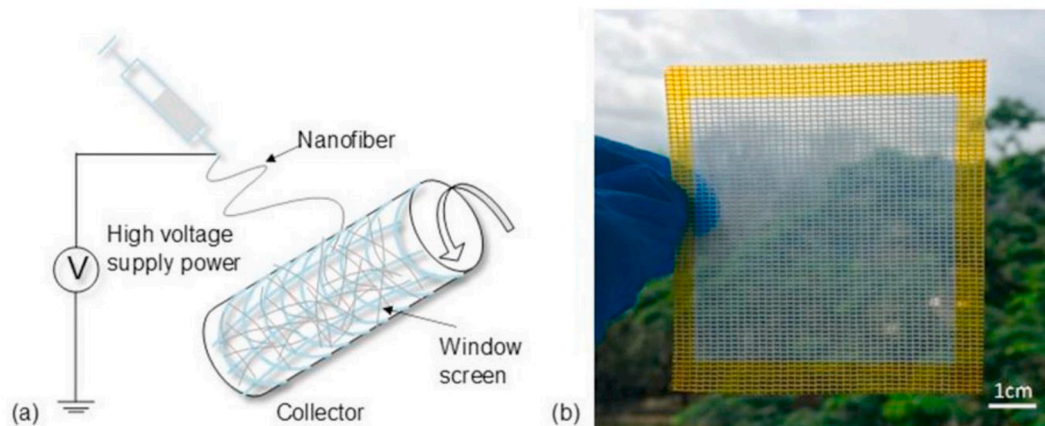 Nanofiber
High voltage
supply power
V
Window
screen
Collector
(a)
(b)
1cm